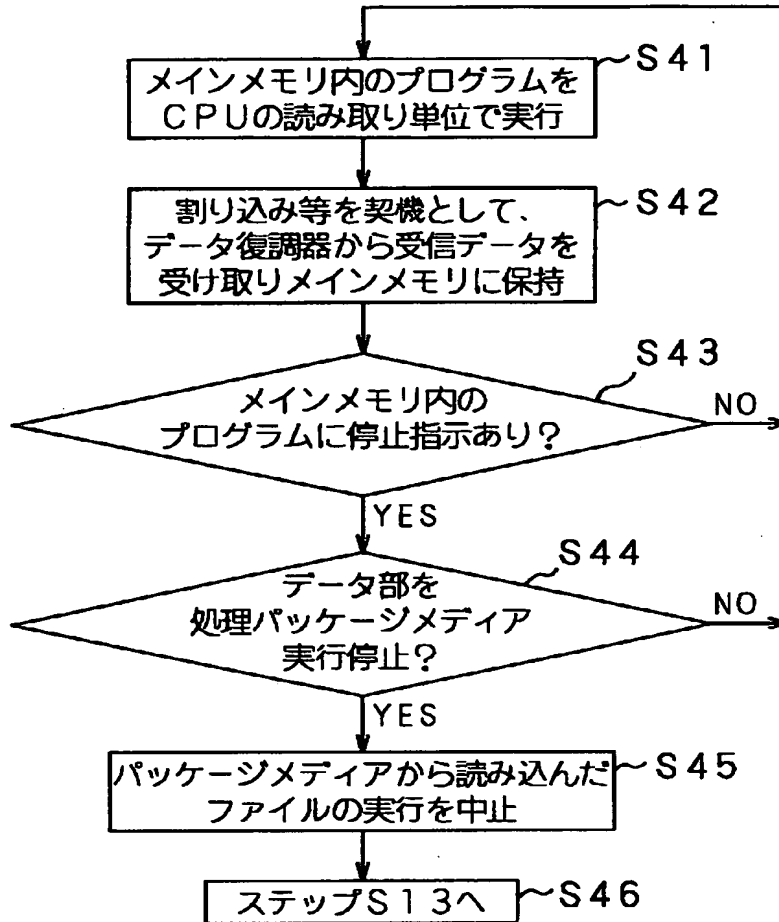 S41
メインメモリ内のプログラムを
CPUの読み取り単位で実行
S42
割り込み等を契機として、
データ復調器から受信データを
受け取りメインメモリに保持
S43
メインメモリ内の
プログラムに停止指示あり?
NO
YES
S44
データ部を
処理パッケージメディア
実行停止?
NO
YES
S45
パッケージメディアから読み込んだ
ファイルの実行を中止
ステップS13へ
S46